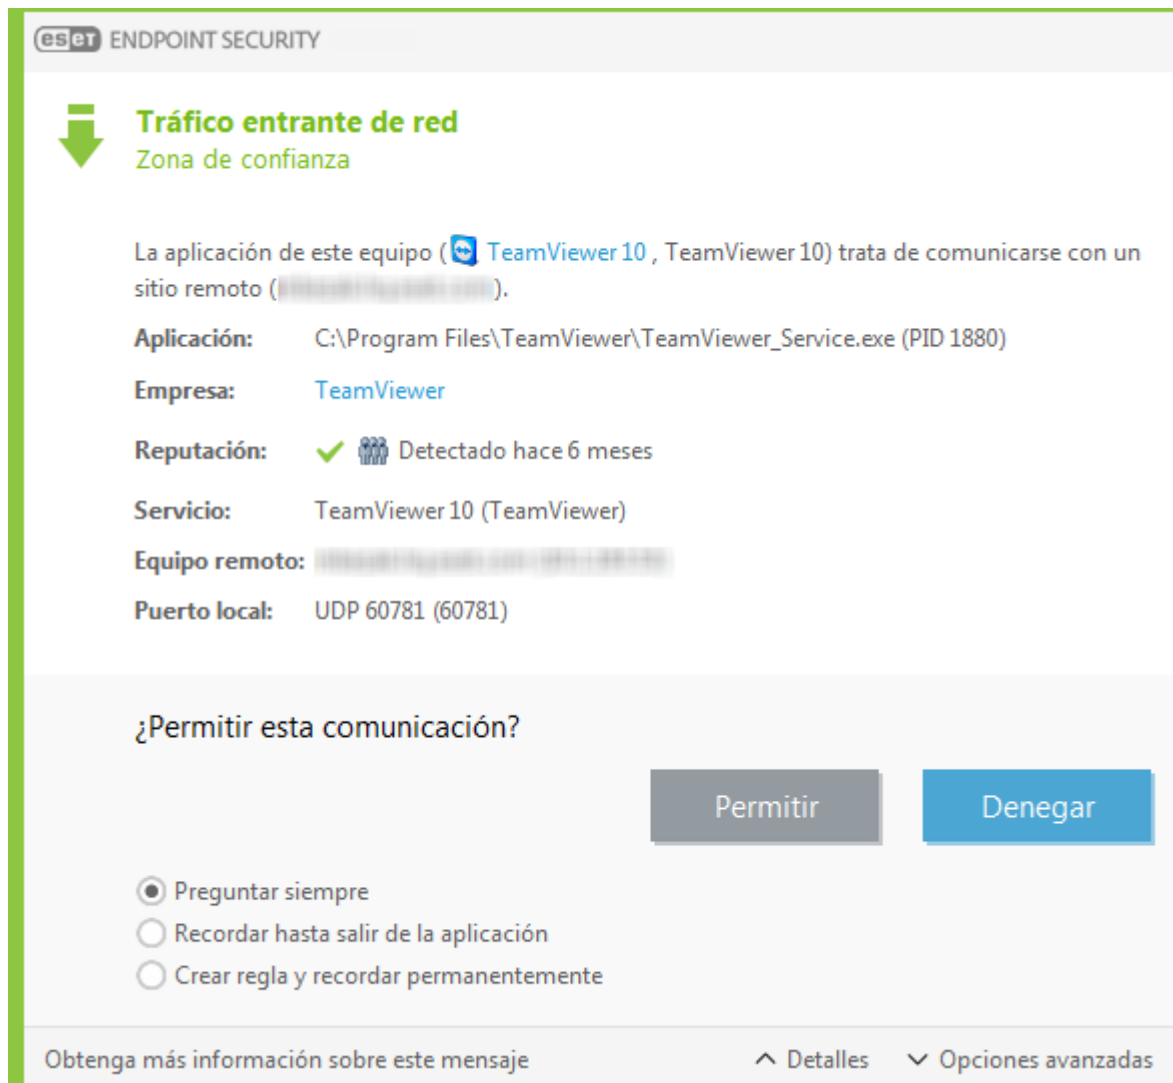 eset ENDPOINT SECURITY
Tráfico entrante de red
Zona de confianza
La aplicación de este equipo ( TeamViewer 10 , TeamViewer 10) trata de comunicarse con un
sitio remoto ( ).
Aplicación: C:\Program Files\TeamViewer\TeamViewer_Service.exe (PID 1880)
Empresa: TeamViewer
Reputación: Detectado hace 6 meses
Servicio: TeamViewer 10 (TeamViewer)
Equipo remoto:
Puerto local: UDP 60781 (60781)
¿Permitir esta comunicación?
Permitir Denegar
Preguntar siempre
Recordar hasta salir de la aplicación
Crear regla y recordar permanentemente
Obtenga más información sobre este mensaje Detalles Opciones avanzadas